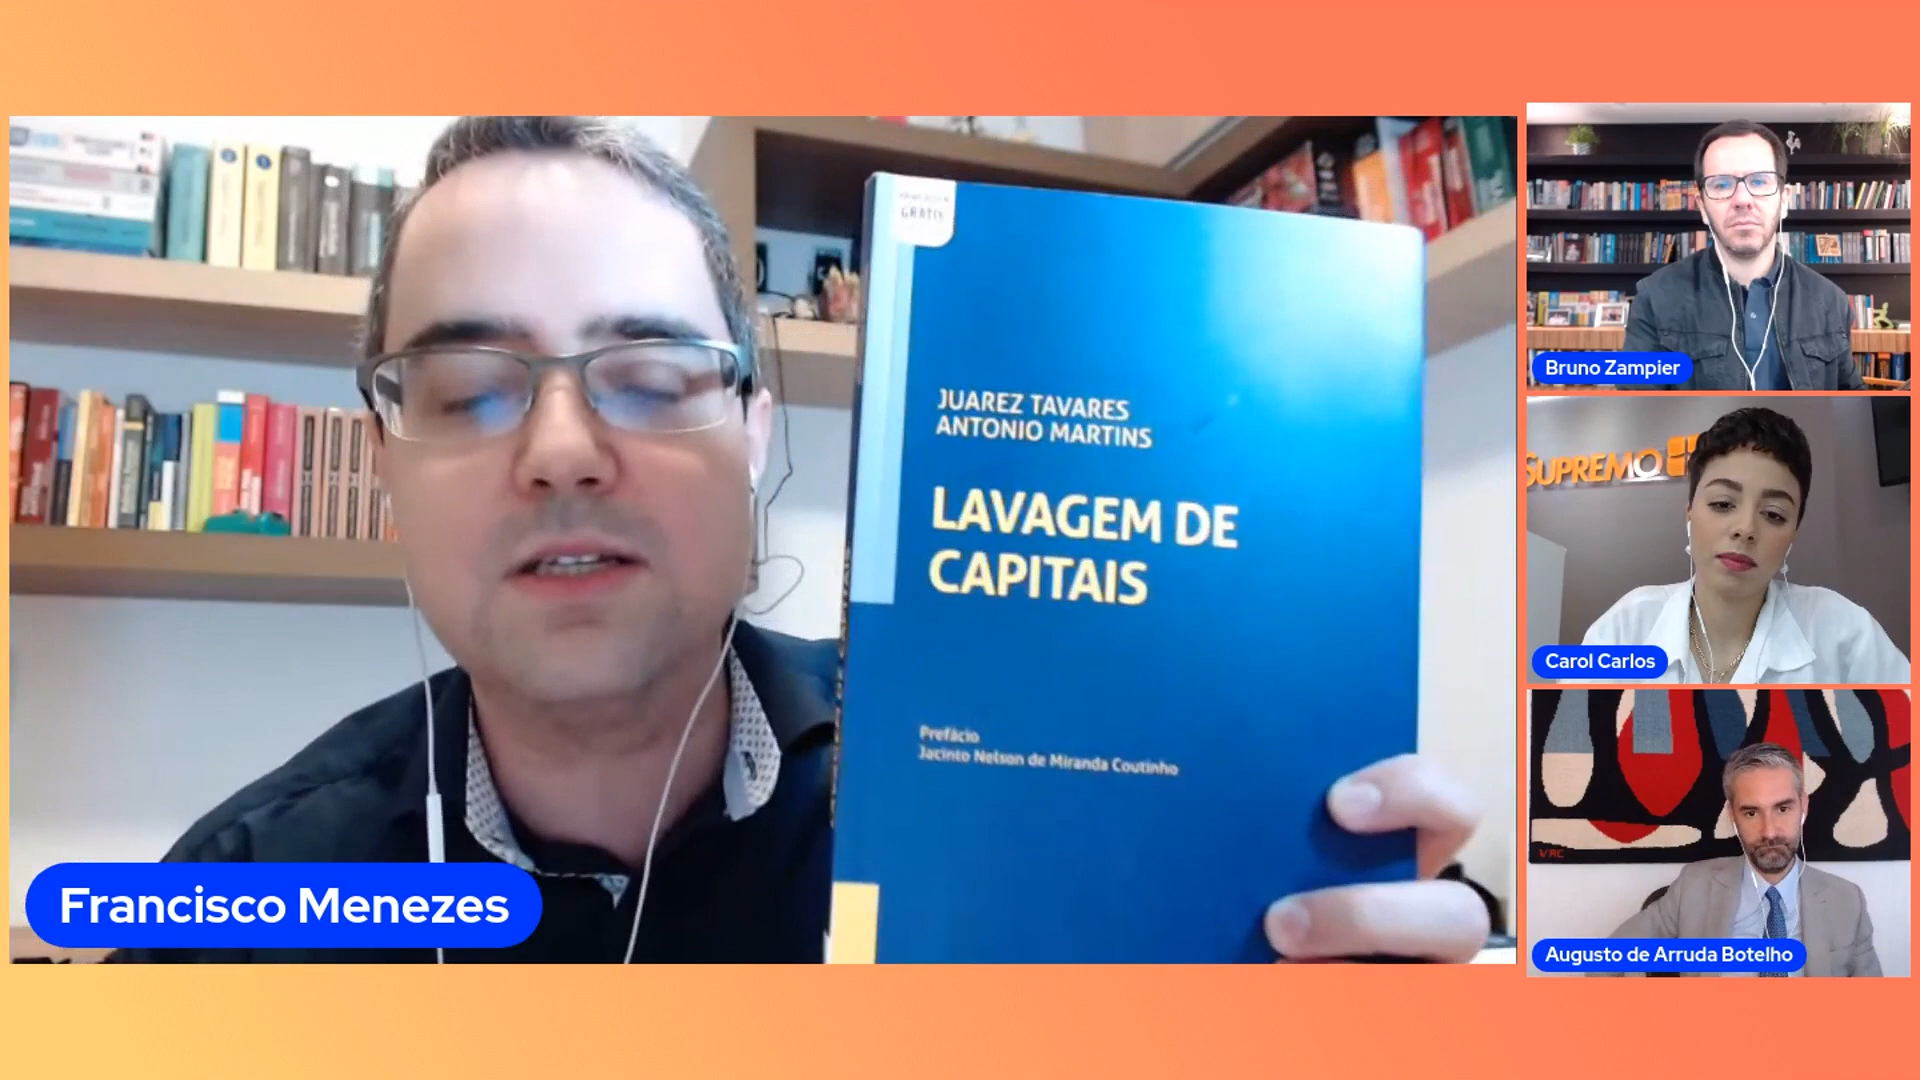 GRÁTIS
JUAREZ TAVARES
ANTONIO MARTINS
LAVAGEM DE
CAPITAIS
Prefácio
Jacinto Nelson de Miranda Coutinho
Francisco Menezes
Bruno Zampier
SUPREMO
Carol Carlos
Augusto de Arruda Botelho